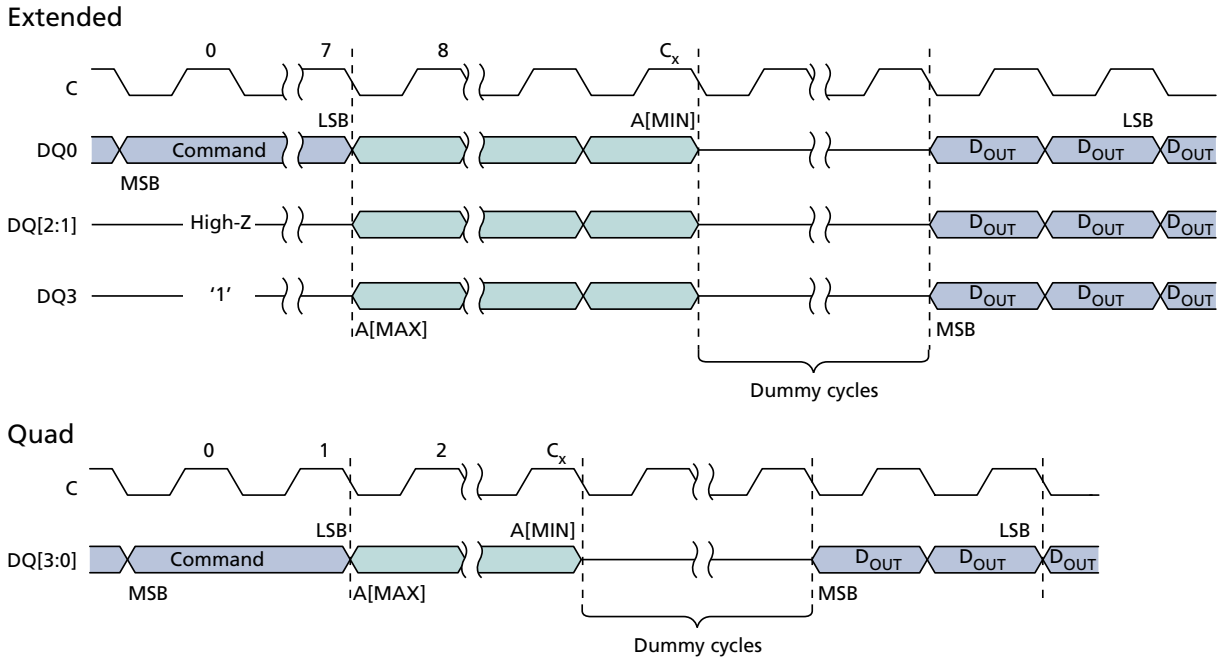 Extended
0 7 8 Cx
C
LSB A[MIN] LSB
DQ0 Command DOUT DOUT DOUT
MSB
DQ[2:1] High-Z DOUT DOUT DOUT
DQ3 '1' DOUT DOUT DOUT
A[MAX] MSB
Dummy cycles
Quad
0 1 2 Cx
C
LSB A[MIN] LSB
DQ[3:0] Command DOUT DOUT DOUT
MSB A[MAX] MSB
Dummy cycles